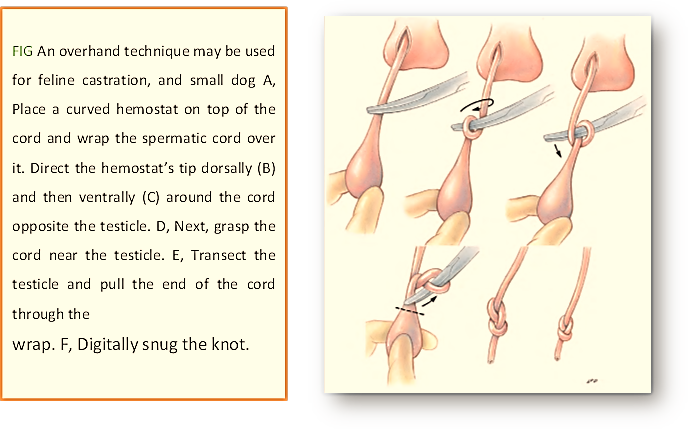 FIG An overhand technique may be used
for feline castration, and small dog A,
Place a curved hemostat on top of the
cord and wrap the spermatic cord over
it. Direct the hemostat's tip dorsally (B)
and then ventrally (C) around the cord
opposite the testicle. D, Next, grasp the
cord near the testicle. E, Transect the
testicle and pull the end of the cord
through the
wrap. F, Digitally snug the knot.